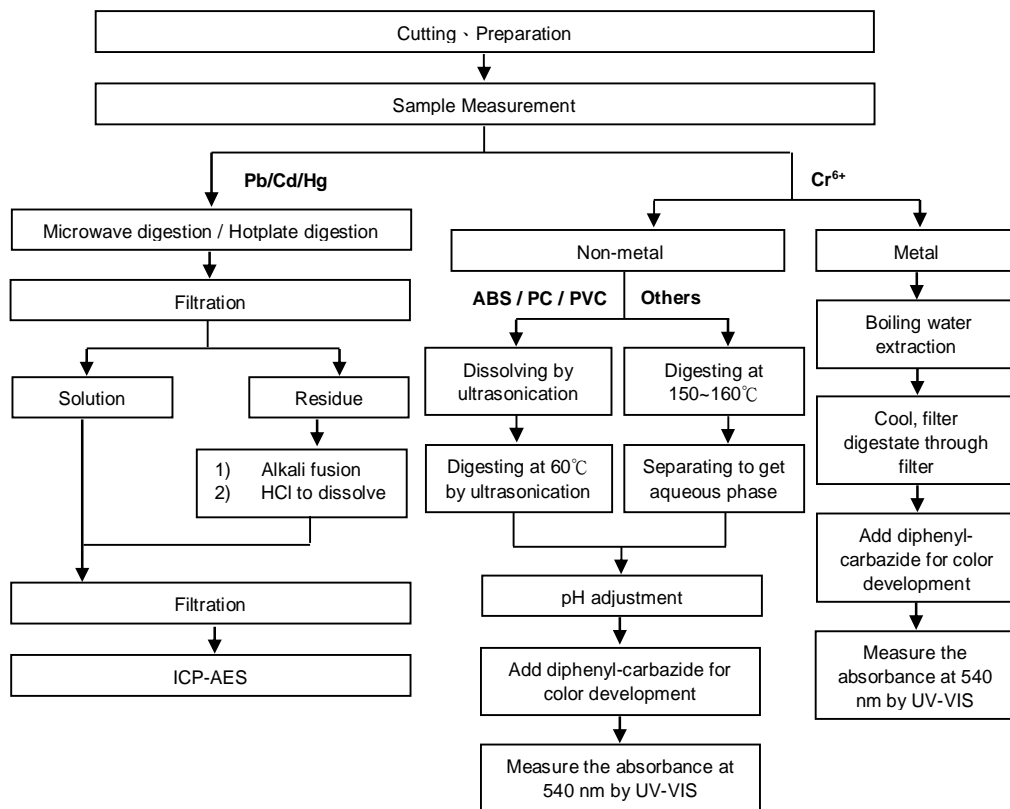 Cutting、Preparation
Sample Measurement
Pb/Cd/Hg
Cr⁶⁺
Microwave digestion / Hotplate digestion
Non-metal
Metal
Filtration
ABS / PC / PVC
Others
Boiling water
extraction
Solution
Residue
Dissolving by
ultrasonication
Digesting at
150~160℃
Cool, filter
digestate through
filter
1) Alkali fusion
2) HCl to dissolve
Digesting at 60℃
by ultrasonication
Separating to get
aqueous phase
Add diphenyl-
carbazide for color
development
Filtration
pH adjustment
ICP-AES
Add diphenyl-carbazide for
color development
Measure the
absorbance at 540
nm by UV-VIS
Measure the absorbance at
540 nm by UV-VIS